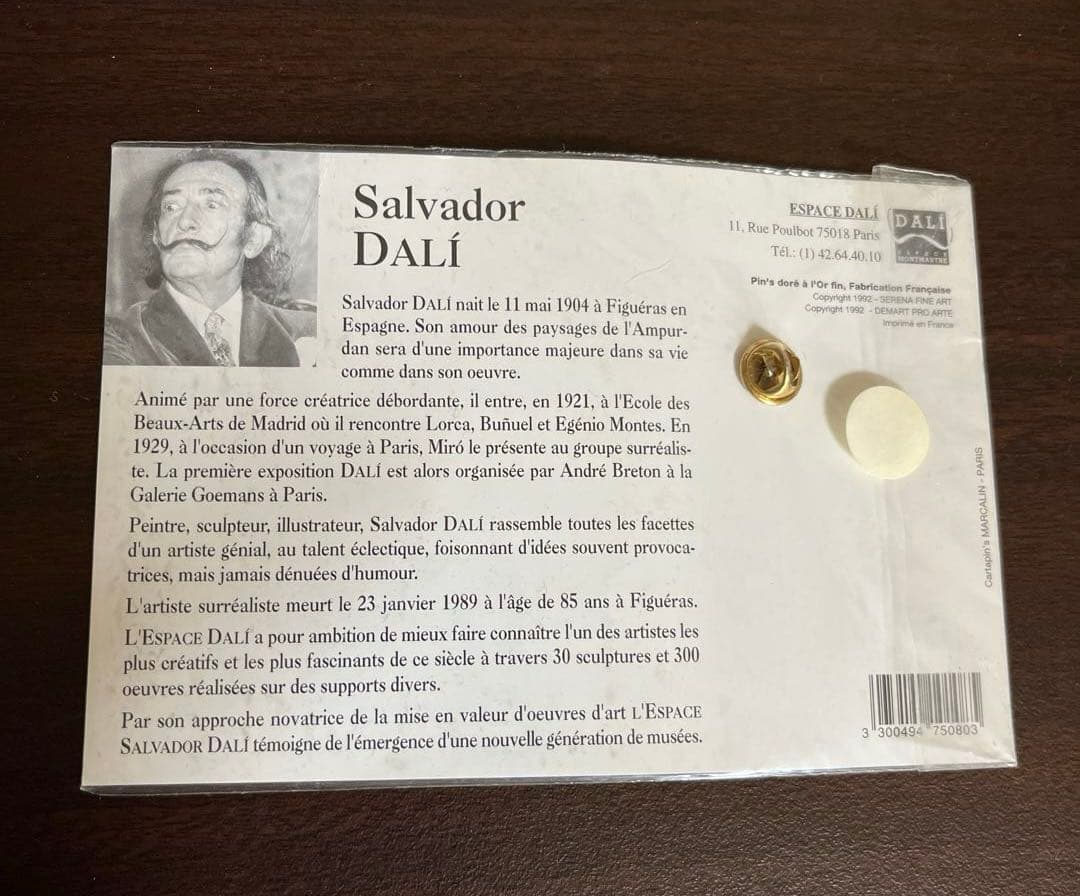 Salvador
DALÍ
Salvador DALÍ nait le 11 mai 1904 à Figuéras en
Espagne. Son amour des paysages de l'Ampur-
dan sera d'une importance majeure dans sa vie
comme dans son oeuvre.
Animé par une force créatrice débordante, il entre, en 1921, à l'Ecole des
Beaux-Arts de Madrid où il rencontre Lorca, Buñuel et Egénio Montes. En
1929, à l'occasion d'un voyage à Paris, Miró le présente au groupe surréalis-
te. La première exposition DALÍ est alors organisée par André Breton à la
Galerie Goemans à Paris.
Peintre, sculpteur, illustrateur, Salvador DALÍ rassemble toutes les facettes
d'un artiste génial, au talent éclectique, foisonnant d'idées souvent provoca-
trices, mais jamais dénuées d'humour.
L'artiste surréaliste meurt le 23 janvier 1989 à l'âge de 85 ans à Figuéras.
L'ESPACE DALÍ a pour ambition de mieux faire connaître l'un des artistes les
plus créatifs et les plus fascinants de ce siècle à travers 30 sculptures et 300
oeuvres réalisées sur des supports divers.
Par son approche novatrice de la mise en valeur d'oeuvres d'art L'ESPACE
SALVADOR DALÍ témoigne de l'émergence d'une nouvelle génération de musées.
ESPACE DALÍ
11, Rue Poulbot 75018 Paris
Tél.: (1) 42.64.40.10
DALÍ
ESPACE
MONTMARTRE
Pin's doré à l'Or fin, Fabrication Française
Copyright 1992 - SERENA FINE ART
Copyright 1992 - DEMART PRO ARTE
Imprimé en France
Cartapin's MARCALIN - PARIS
3 300494 750803